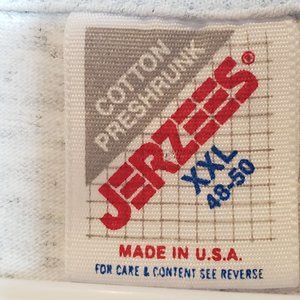 COTTON
PRESHRUNK
JERZEES®
XXL
48-50
MADE IN U.S.A.
FOR CARE & CONTENT SEE REVERSE